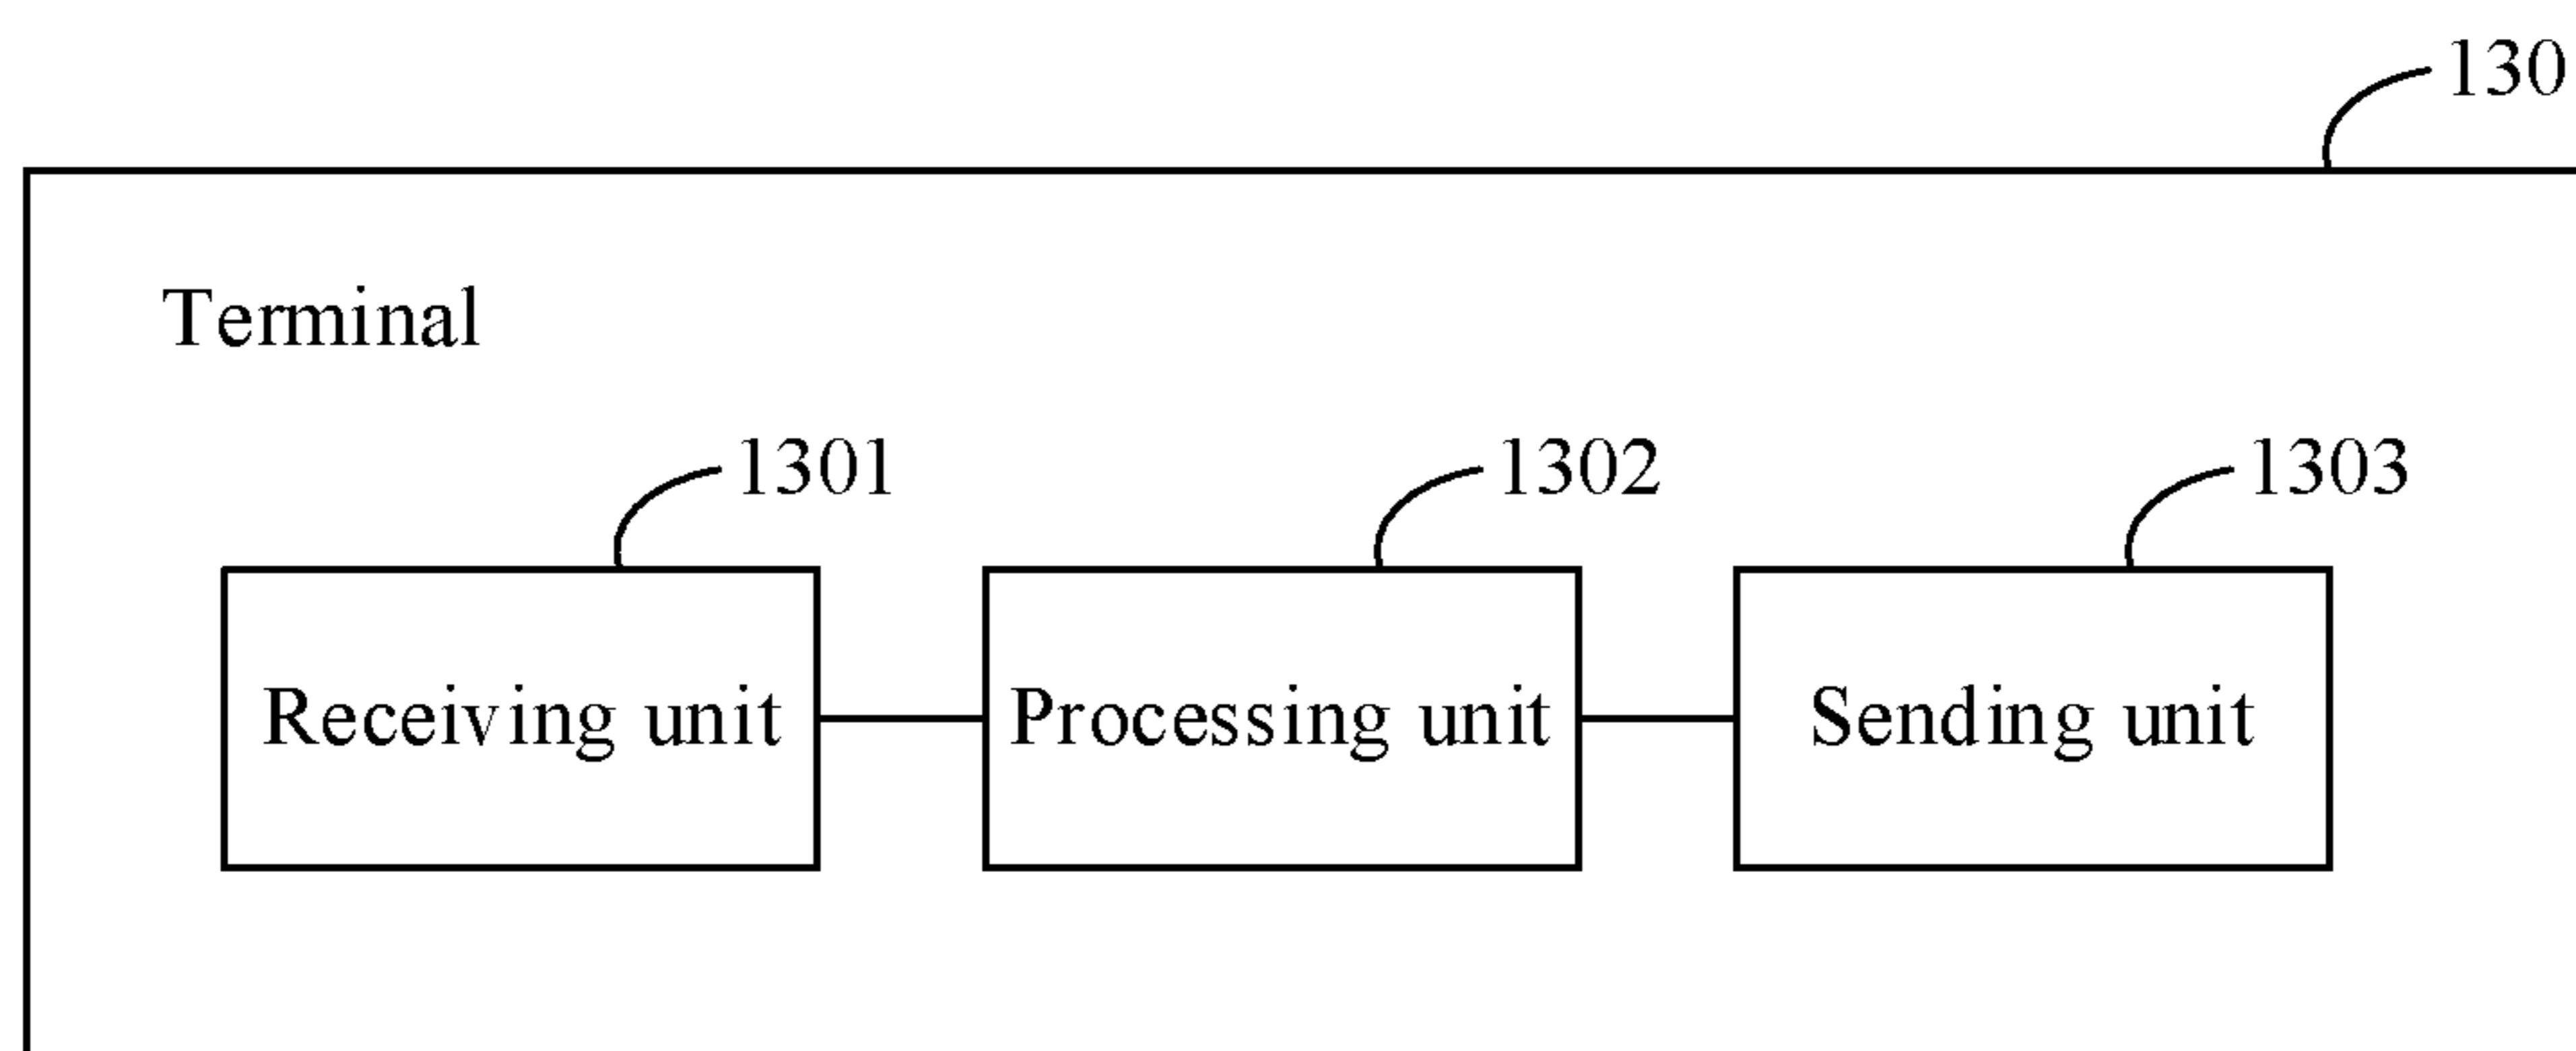 130
Terminal
1301 1302 1303
Receiving unit Processing unit Sending unit